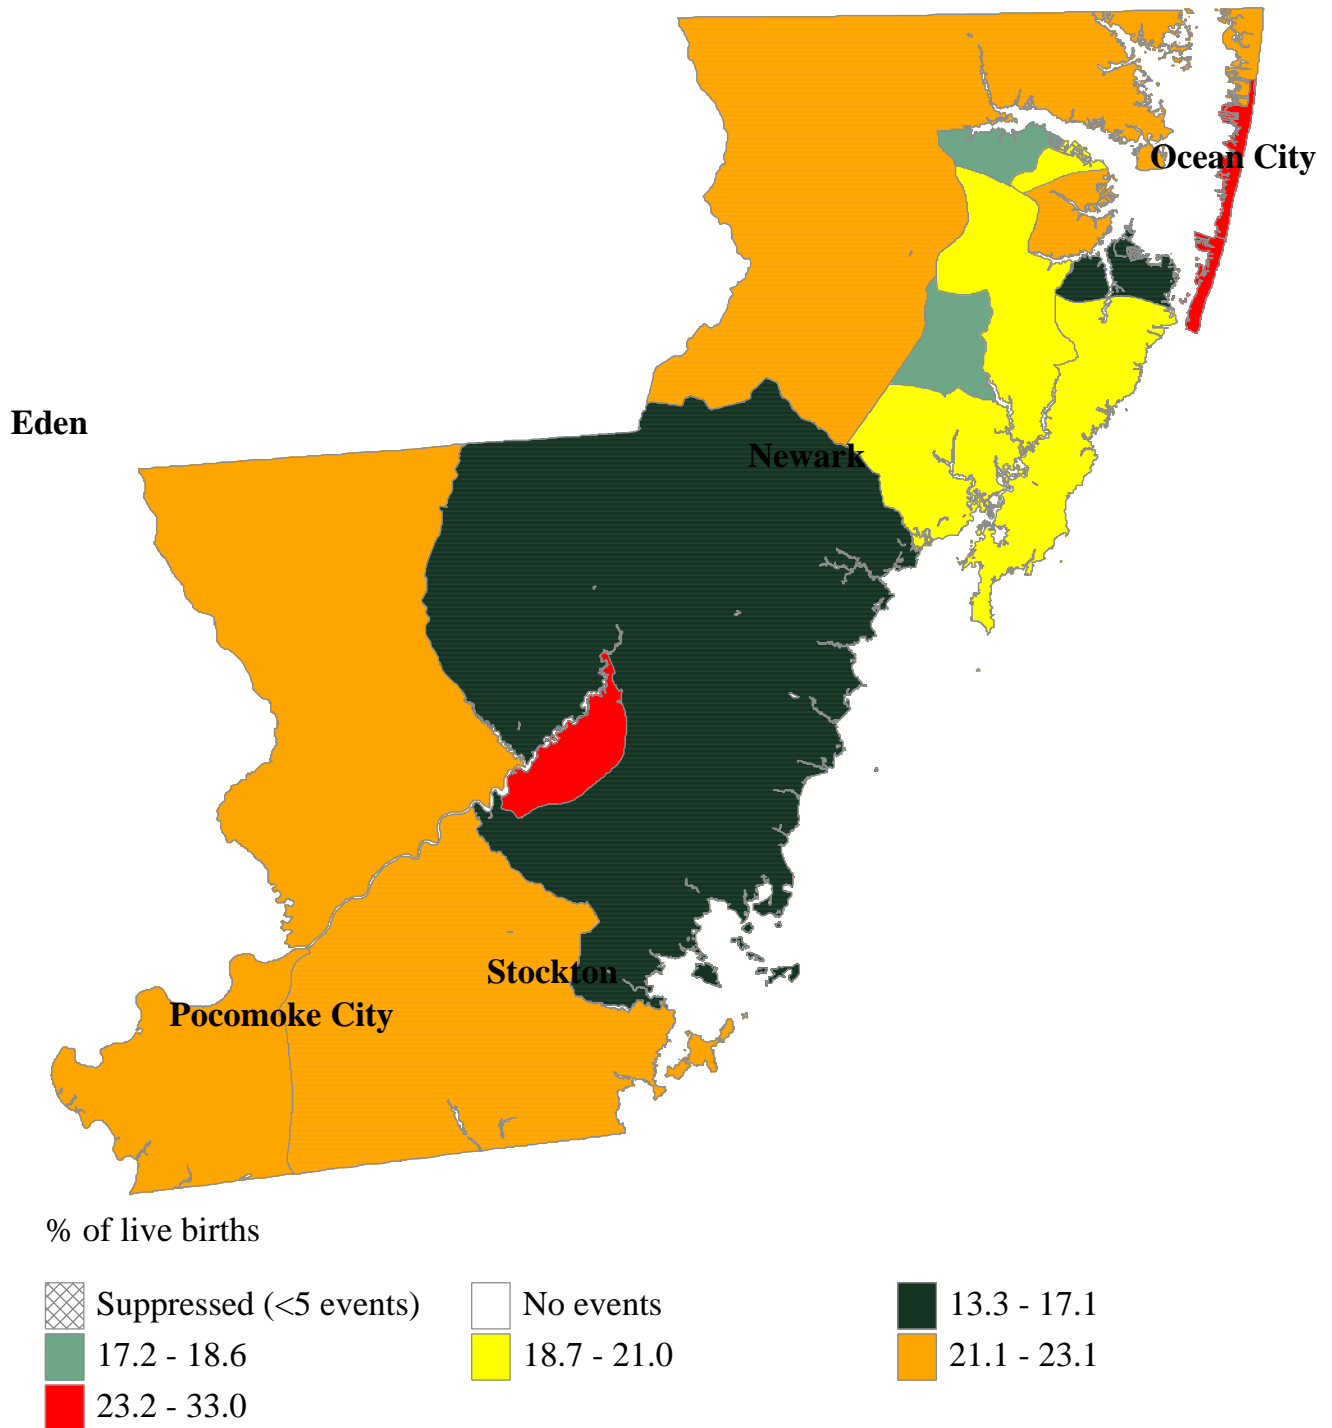 Ocean City
Eden
Newark
Stockton
Pocomoke City
% of live births
Suppressed (<5 events)
No events
13.3 - 17.1
17.2 - 18.6
18.7 - 21.0
21.1 - 23.1
23.2 - 33.0